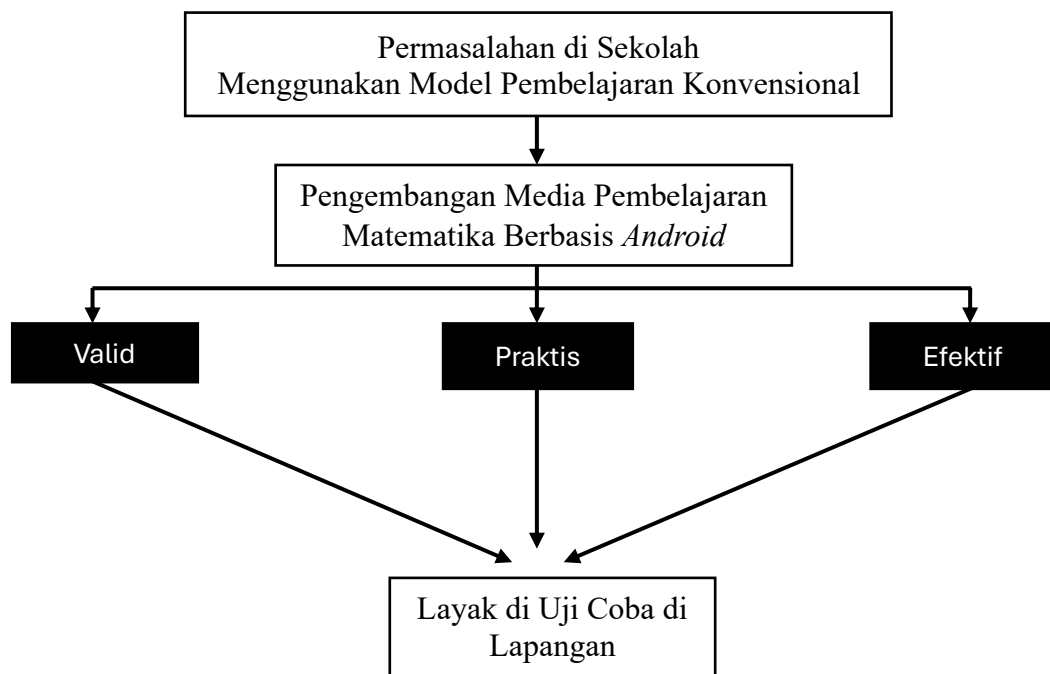 Permasalahan di Sekolah
Menggunakan Model Pembelajaran Konvensional
Pengembangan Media Pembelajaran
Matematika Berbasis Android
Valid
Praktis
Efektif
Layak di Uji Coba di
Lapangan